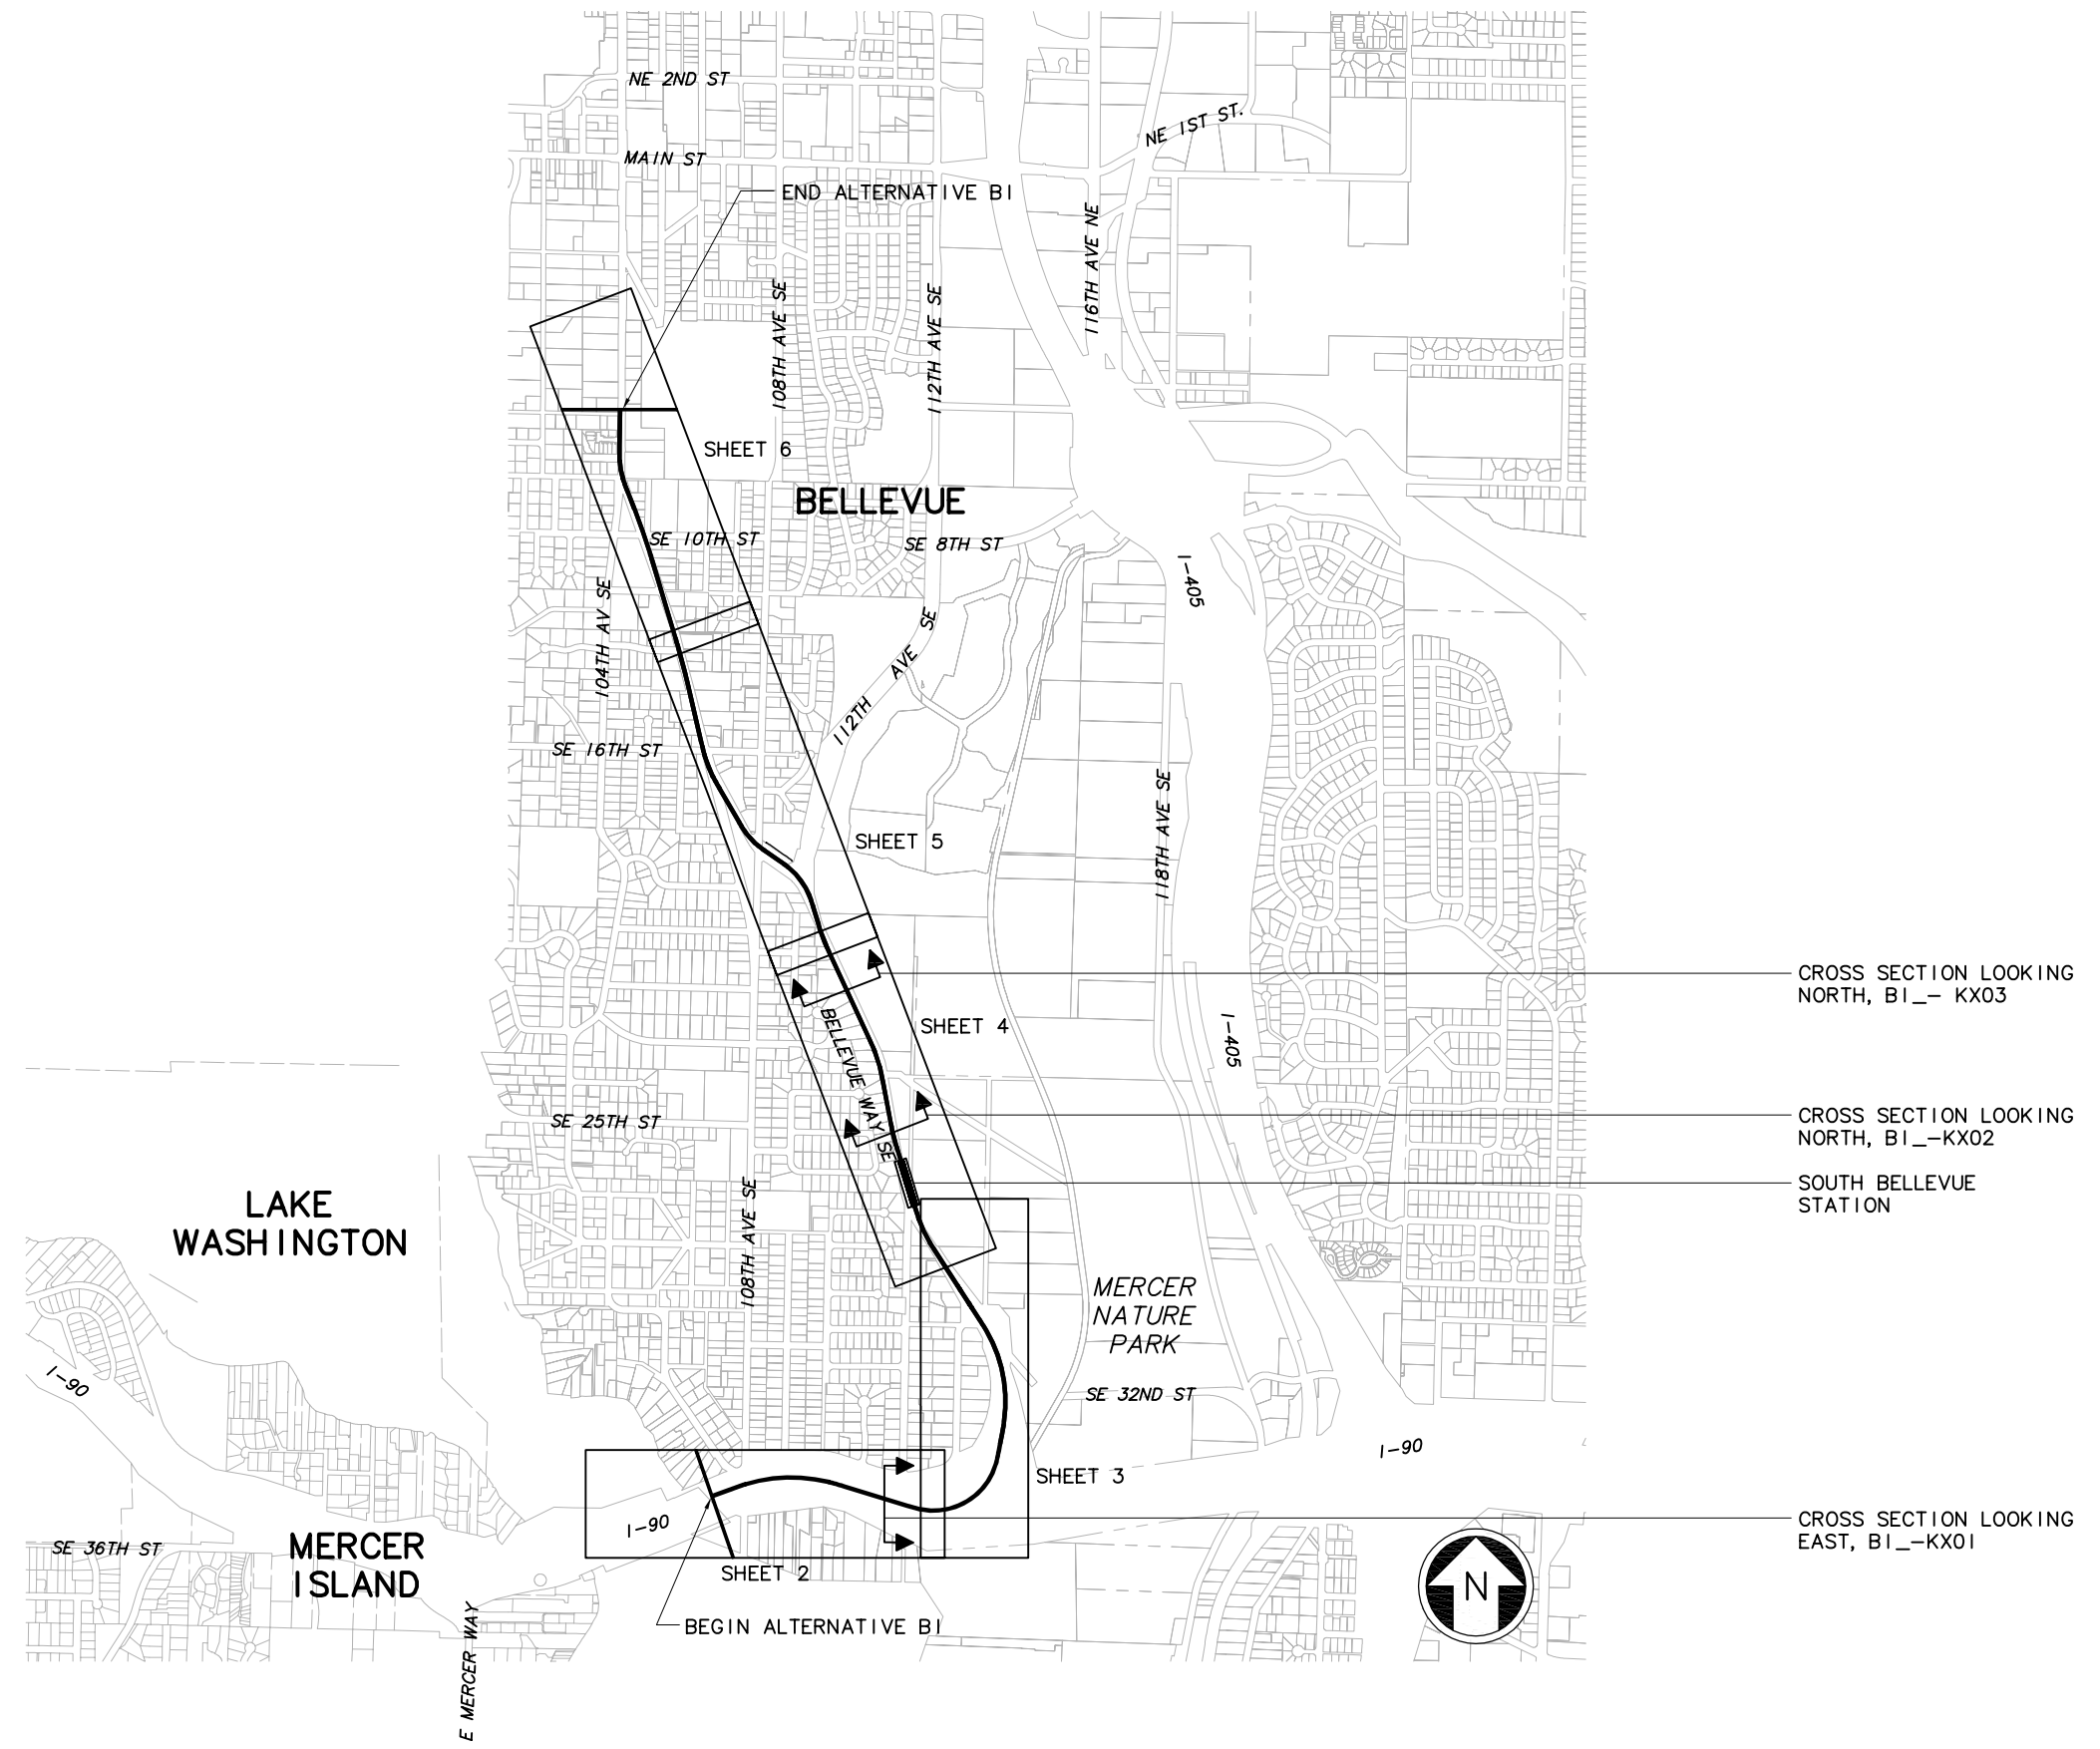 NE 2ND ST
NE 1ST ST.
MAIN ST
END ALTERNATIVE B1
116TH AVE NE
108TH AVE SE
112TH AVE SE
SHEET 6
BELLEVUE
SE 10TH ST
SE 8TH ST
I-405
104TH AV SE
112TH AVE SE
SE 16TH ST
118TH AVE SE
SHEET 5
CROSS SECTION LOOKING
NORTH, B1_- KX03
SHEET 4
BELLEVUE WAY SE
I-405
SE 25TH ST
CROSS SECTION LOOKING
NORTH, B1_-KX02
SOUTH BELLEVUE
STATION
108TH AVE SE
LAKE
WASHINGTON
MERCER
NATURE
PARK
I-90
SE 32ND ST
I-90
SHEET 3
I-90
CROSS SECTION LOOKING
EAST, B1_-KX01
SE 36TH ST
MERCER
ISLAND
SHEET 2
N
BEGIN ALTERNATIVE B1
E MERCER WAY